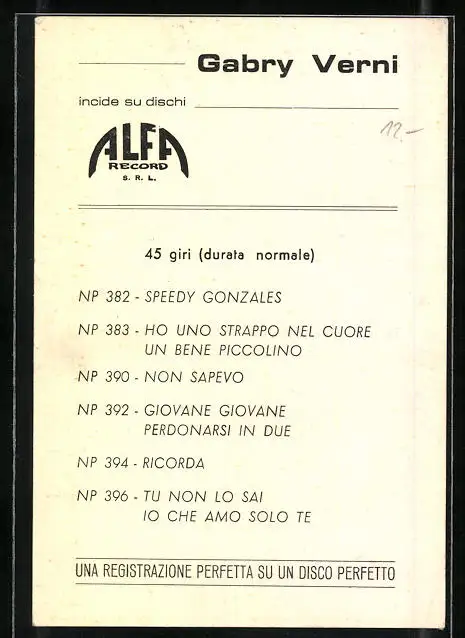 Gabry Verni
incide su dischi
12.-
ALFA
RECORD
S. R. L.
45 giri (durata normale)
NP 382 - SPEEDY GONZALES
NP 383 - HO UNO STRAPPO NEL CUORE
UN BENE PICCOLINO
NP 390 - NON SAPEVO
NP 392 - GIOVANE GIOVANE
PERDONARSI IN DUE
NP 394 - RICORDA
NP 396 - TU NON LO SAI
IO CHE AMO SOLO TE
UNA REGISTRAZIONE PERFETTA SU UN DISCO PERFETTO